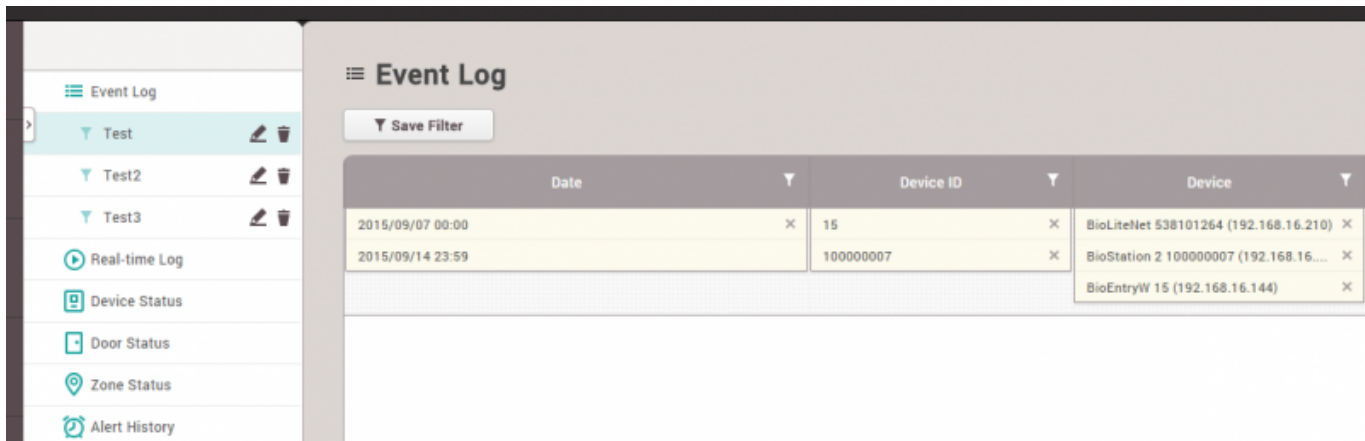 Event Log
Test
Test2
Test3
Real-time Log
Device Status
Door Status
Zone Status
Alert History
Event Log
Save Filter
Date Device ID Device
2015/09/07 00:00 15 BioLiteNet 538101264 (192.168.16.210)
2015/09/14 23:59 100000007 BioStation 2 100000007 (192.168.16....
BioEntryW 15 (192.168.16.144)